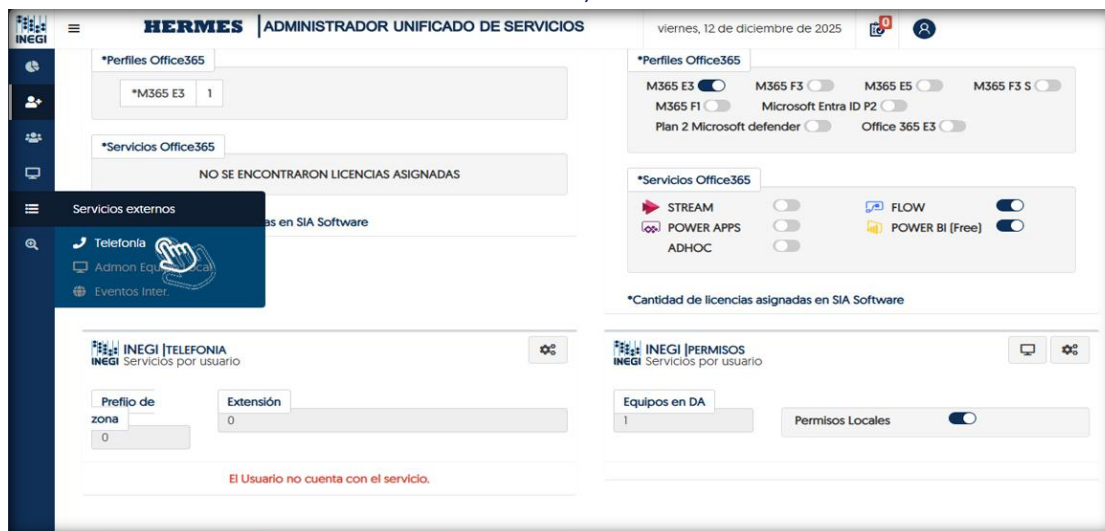 INEGI
HERMES |ADMINISTRADOR UNIFICADO DE SERVICIOS
viernes, 12 de diciembre de 2025
0
*Perfiles Office365
*M365 E3 1
*Servicios Office365
NO SE ENCONTRARON LICENCIAS ASIGNADAS
as en SIA Software
Servicios externos
Telefonía
Admon Equ cal
Eventos Inter.
*Perfiles Office365
M365 E3 M365 F3 M365 E5 M365 F3 S
M365 F1 Microsoft Entra ID P2
Plan 2 Microsoft defender Office 365 E3
*Servicios Office365
STREAM FLOW
POWER APPS POWER BI (Free)
ADHOC
*Cantidad de licencias asignadas en SIA Software
INEGI INEGI |TELEFONIA
Servicios por usuario
Prefijo de
zona
0
Extensión
0
El Usuario no cuenta con el servicio.
INEGI INEGI |PERMISOS
Servicios por usuario
Equipos en DA
1
Permisos Locales